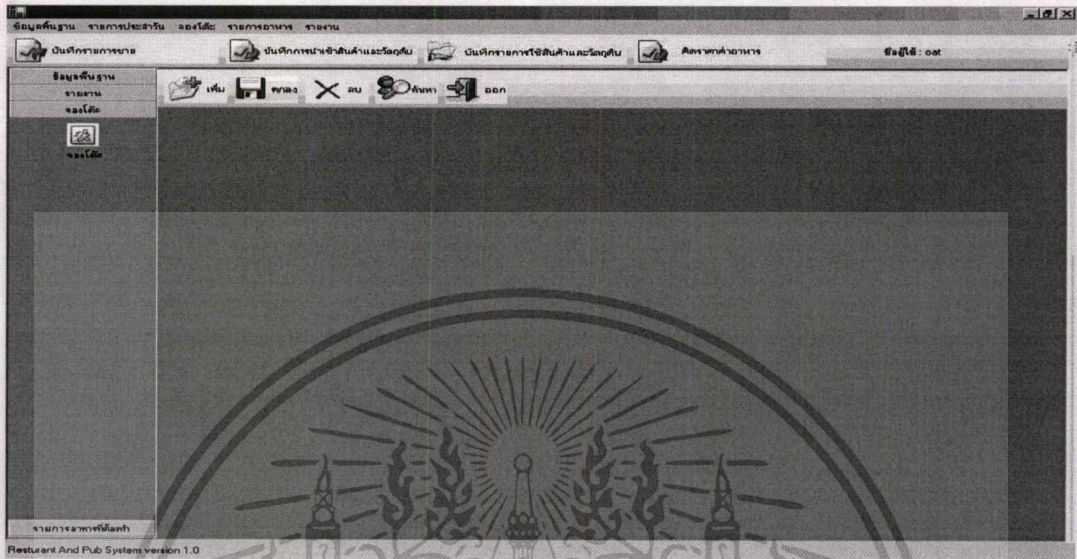 ข้อมูลพื้นฐาน รายการประจำวัน จองโต๊ะ รายการอาหาร รายงาน
บันทึกรายการขาย บันทึกการนำเข้าสินค้าและวัตถุดิบ บันทึกรายการใช้สินค้าและวัตถุดิบ คิดราคาค่าอาหาร ชื่อผู้ใช้ : oat
ข้อมูลพื้นฐาน
รายงาน
จองโต๊ะ
เพิ่ม ตกลง ลบ ค้นหา ออก
จองโต๊ะ
รายการอาหารที่ต้องทำ
Resturant And Pub System version 1.0